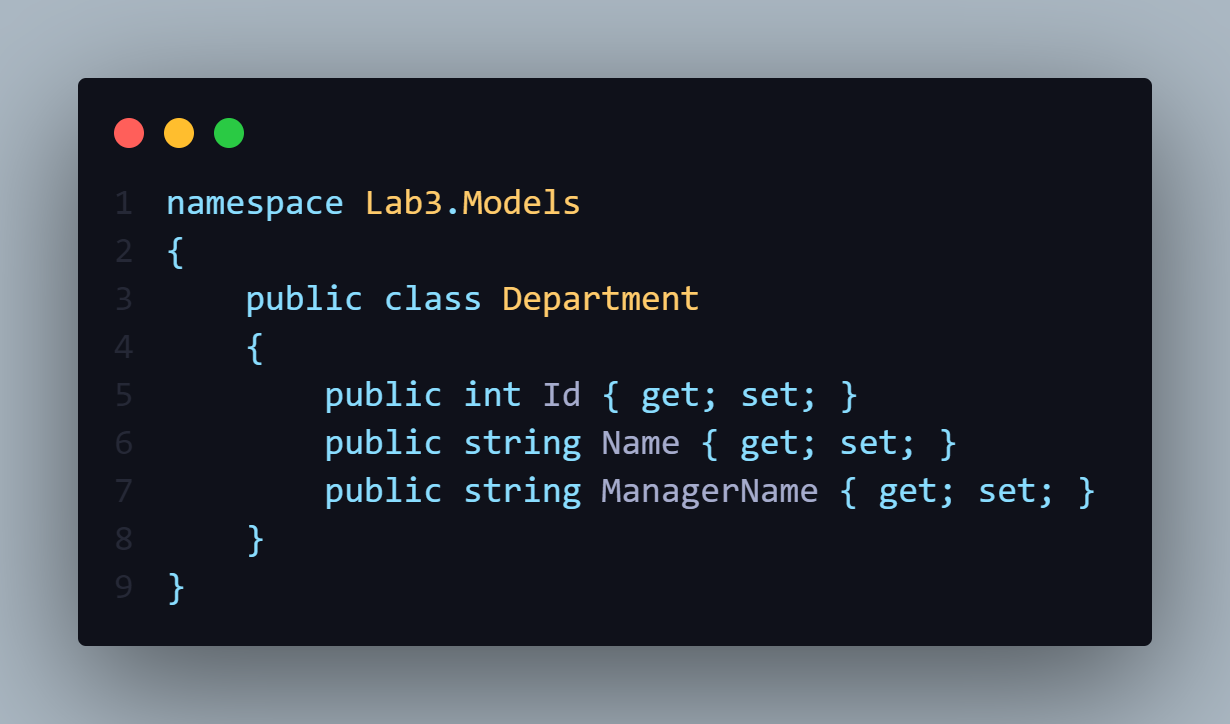 1 namespace Lab3.Models
2 {
3     public class Department
4     {
5         public int Id { get; set; }
6         public string Name { get; set; }
7         public string ManagerName { get; set; }
8     }
9 }